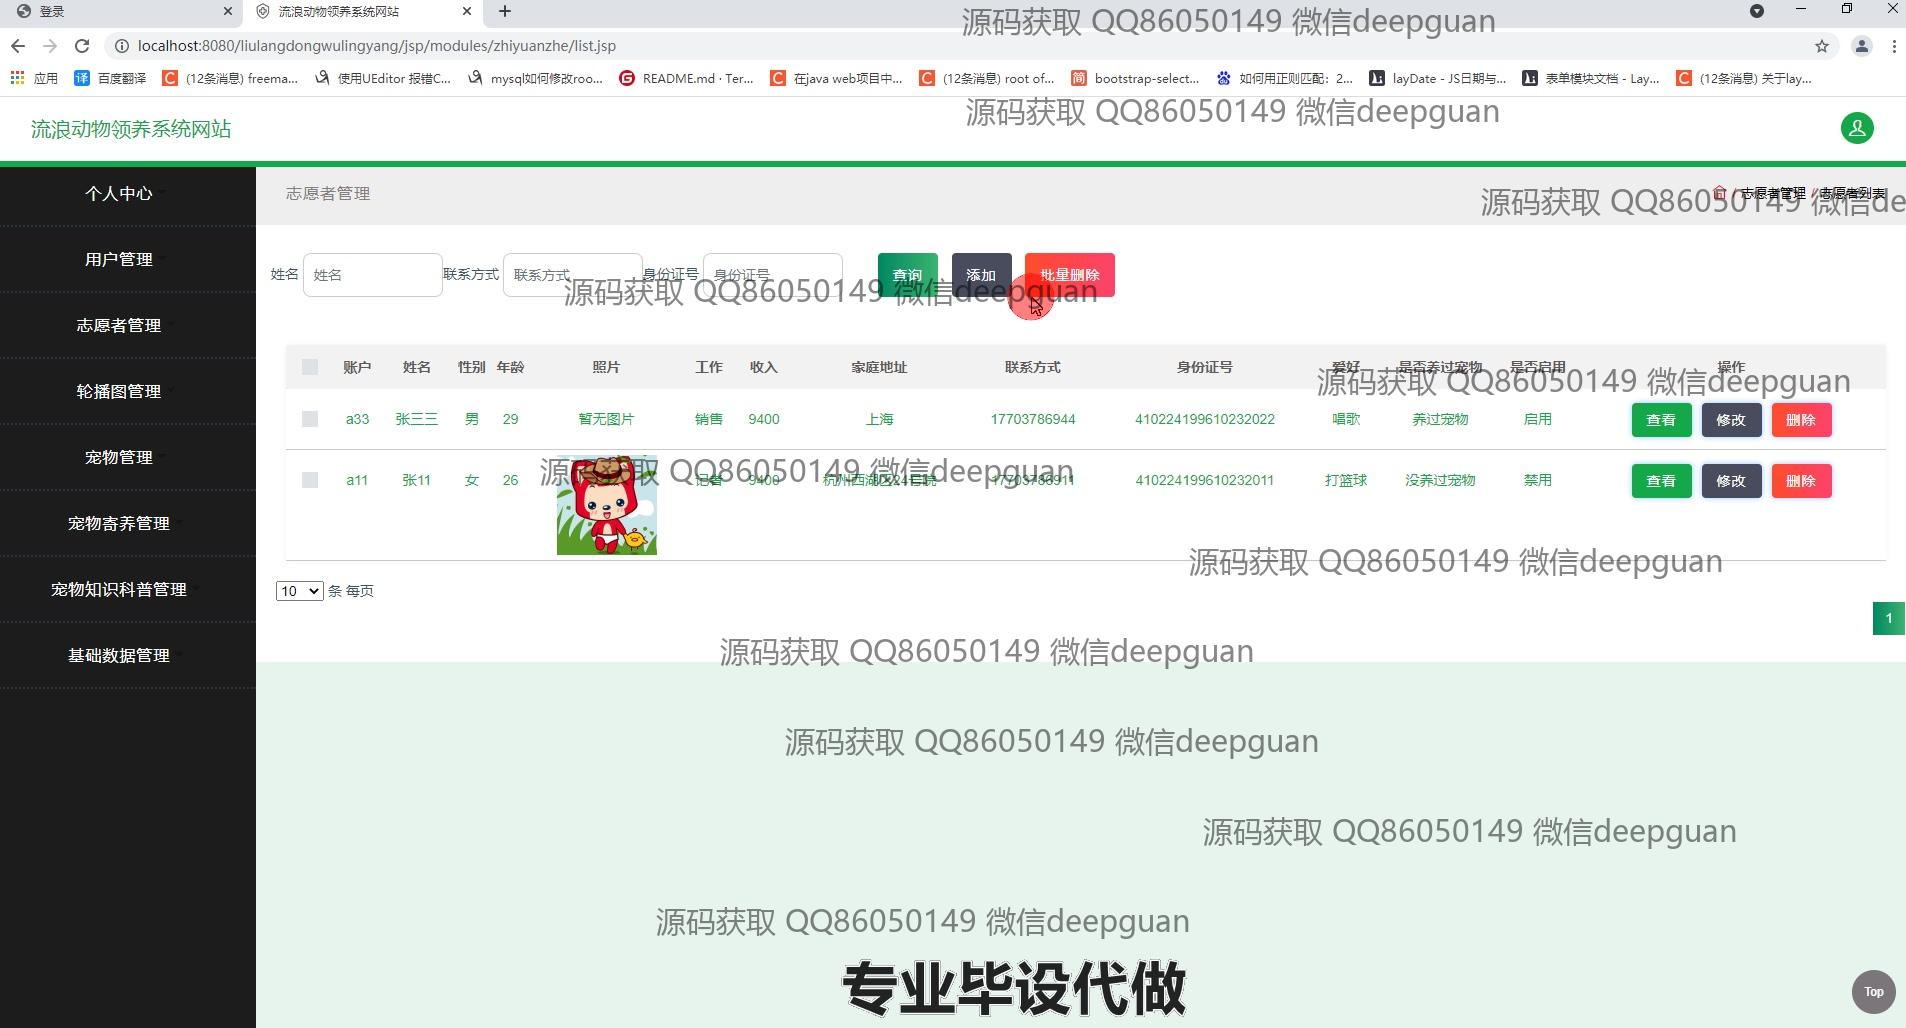 登录
流浪动物领养系统网站
源码获取 QQ86050149 微信deepguan
localhost:8080/liulangdongwulingyang/jsp/modules/zhiyuanzhe/list.jsp
应用
百度翻译
(12条消息) freema...
使用UEditor 报错C...
mysql如何修改roo...
README.md · Ter...
在java web项目中...
(12条消息) root of...
bootstrap-select...
如何用正则匹配：2...
layDate - JS日期与...
表单模块文档 - Lay...
(12条消息) 关于lay...
源码获取 QQ86050149 微信deepguan
流浪动物领养系统网站
个人中心
用户管理
志愿者管理
轮播图管理
宠物管理
宠物寄养管理
宠物知识科普管理
基础数据管理
志愿者管理
/ 志愿者管理 / 志愿者列表
源码获取 QQ86050149 微信de
姓名 姓名 联系方式 联系方式 身份证号 身份证号 查询 添加 批量删除
源码获取 QQ86050149 微信deepguan
账户 姓名 性别 年龄 照片 工作 收入 家庭地址 联系方式 身份证号 爱好 是否养过宠物 是否启用 操作
源码获取 QQ86050149 微信deepguan
a33 张三三 男 29 暂无图片 销售 9400 上海 17703786944 410224199610232022 唱歌 养过宠物 启用 查看 修改 删除
a11 张11 女 26 记者 9400 杭州西湖区24号院 17703786911 410224199610232011 打篮球 没养过宠物 禁用 查看 修改 删除
源码获取 QQ86050149 微信deepguan
源码获取 QQ86050149 微信deepguan
10 条 每页
1
源码获取 QQ86050149 微信deepguan
源码获取 QQ86050149 微信deepguan
源码获取 QQ86050149 微信deepguan
源码获取 QQ86050149 微信deepguan
专业毕设代做
Top